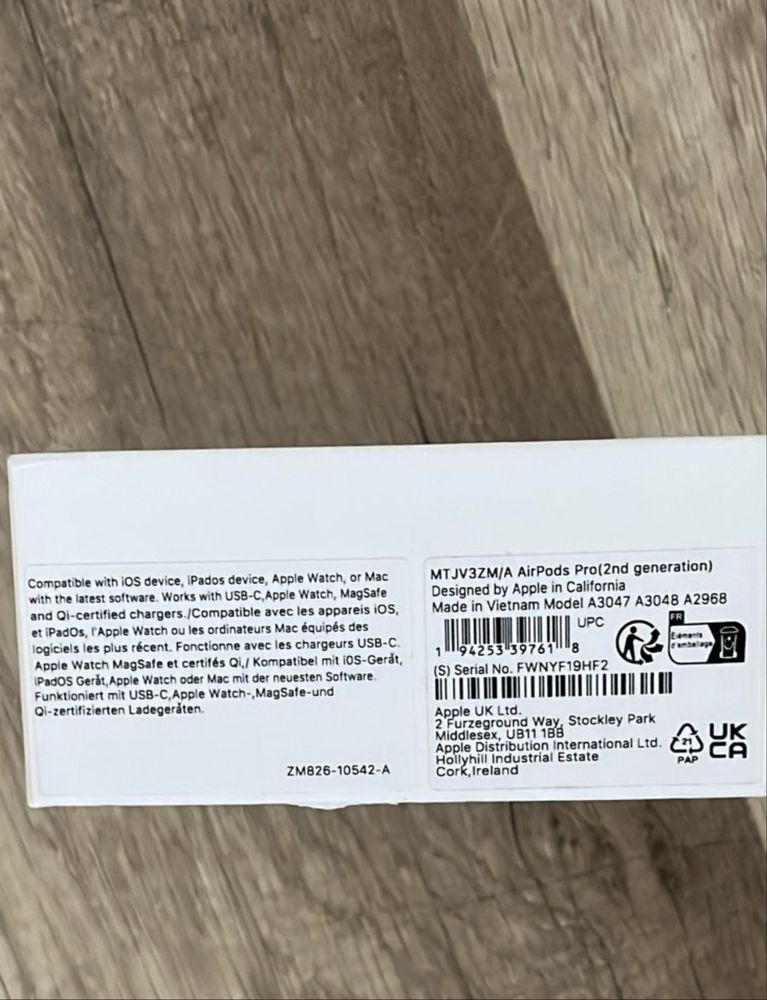 Compatible with iOS device, iPados device, Apple Watch, or Mac
with the latest software. Works with USB-C,Apple Watch, MagSafe
and Qi-certified chargers./Compatible avec les appareis iOS,
et iPadOs, l'Apple Watch ou les ordinateurs Mac équipés des
logiciels les plus récent. Fonctionne avec les chargeurs USB-C.
Apple Watch MagSafe et certifés Qi,/ Kompatibel mit iOS-Geråt,
iPadOS Geråt,Apple Watch oder Mac mit der neuesten Software.
Funktioniert mit USB-C,Apple Watch-,MagSafe-und
Qi-zertifizierten Ladegeråten.
ZM826-10542-A
MTJV3ZM/A AirPods Pro(2nd generation)
Designed by Apple in California
Made in Vietnam Model A3047 A3048 A2968
UPC
1 94253 39761 8
FR
Éléments
d'emballage
(S) Serial No. FWNYF19HF2
Apple UK Ltd.
2 Furzeground Way, Stockley Park
Middlesex, UB11 1BB
Apple Distribution International Ltd.
Hollyhill Industrial Estate
Cork,Ireland
21
PAP
UK
CA